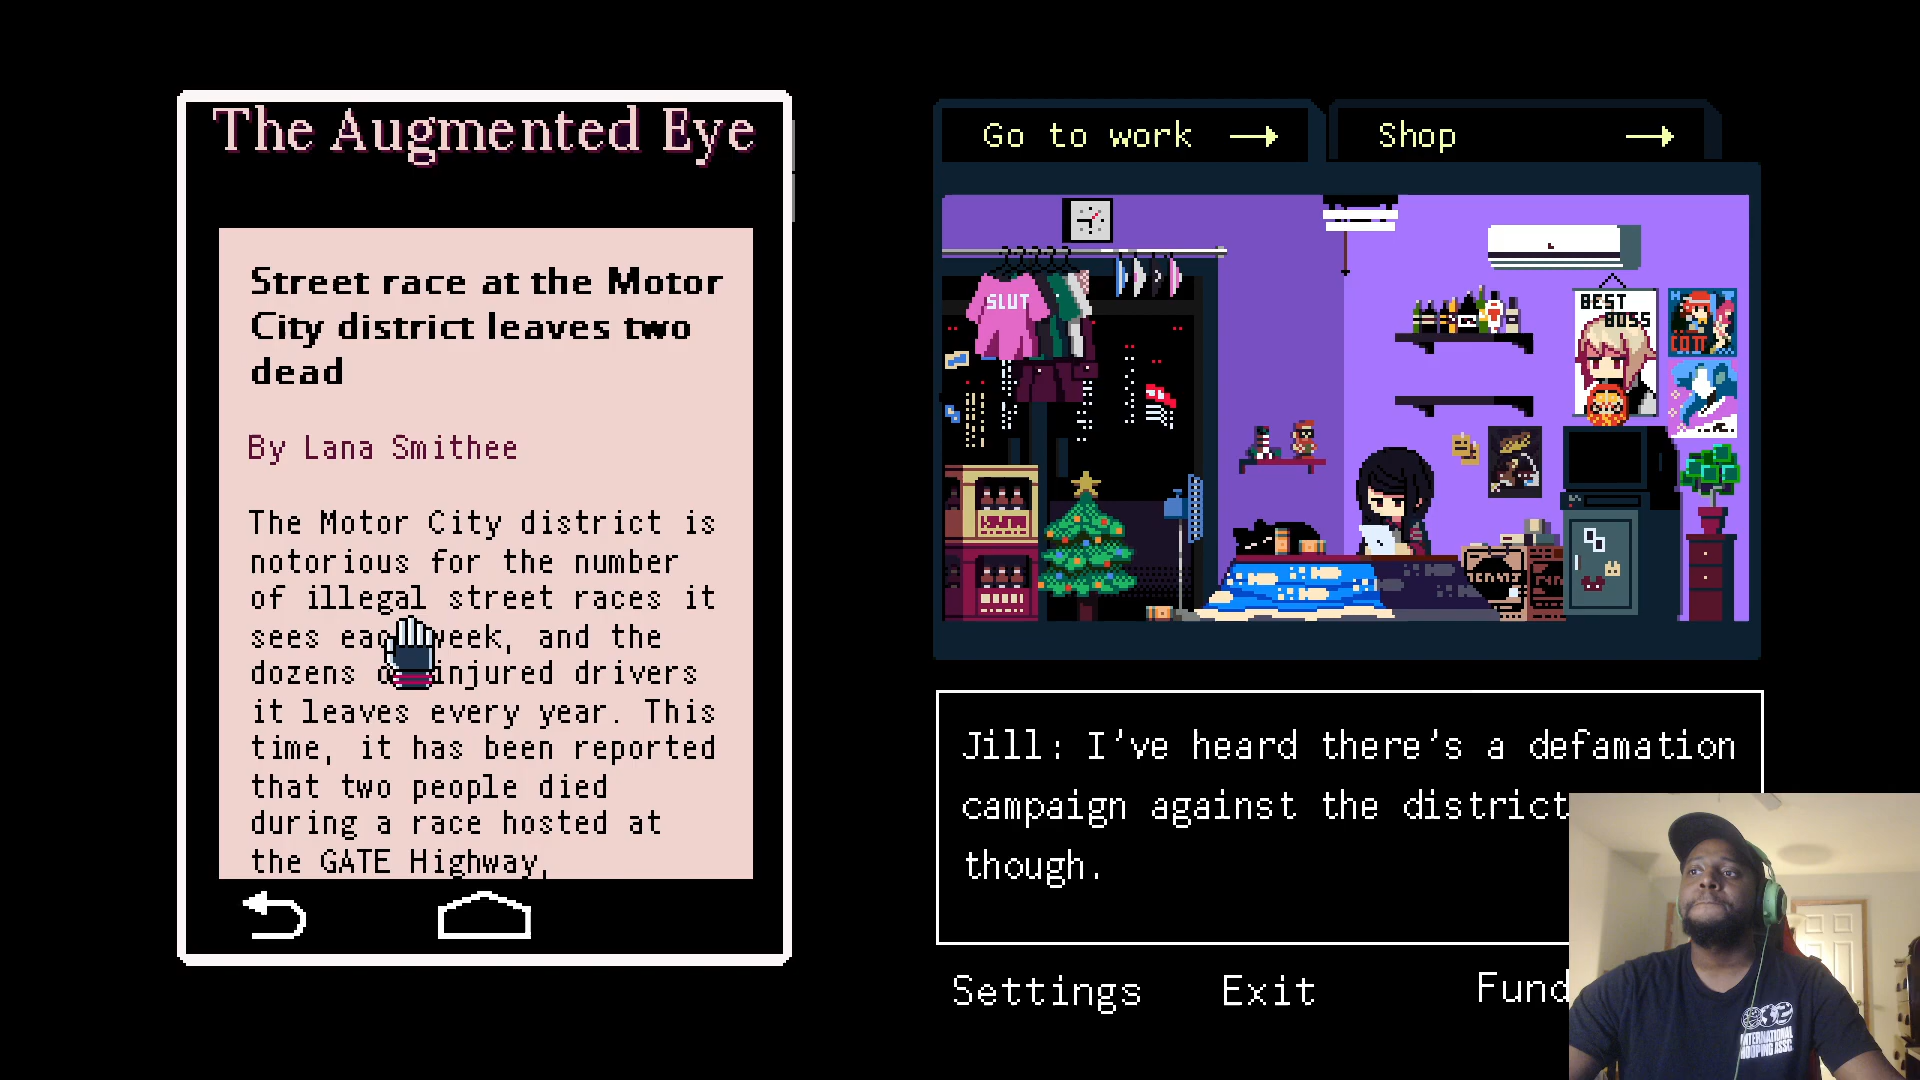 The Augmented Eye
Street race at the Motor
City district leaves two
dead
By Lana Smithee
The Motor City district is
notorious for the number
of illegal street races it
sees each week, and the
dozens of injured drivers
it leaves every year. This
time, it has been reported
that two people died
during a race hosted at
the GATE Highway,
Go to work
Shop
SLUT
BEST
BOSS
Jill: I've heard there's a defamation
campaign against the district
though.
Settings
Exit
Fund
INTERNATIONAL